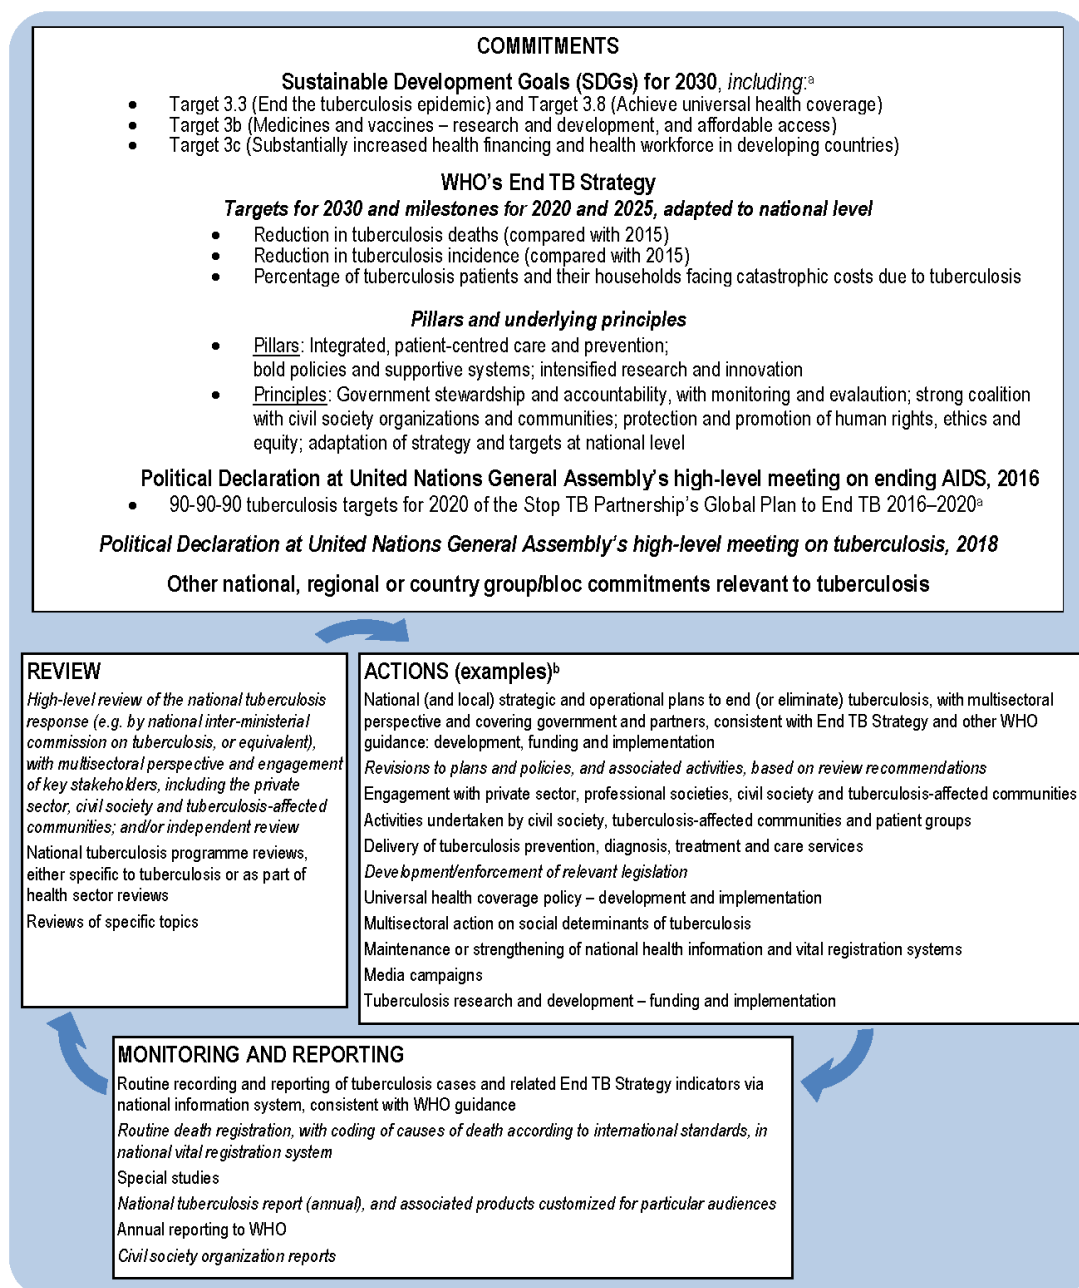 COMMITMENTS
Sustainable Development Goals (SDGs) for 2030, including:ᵃ
• Target 3.3 (End the tuberculosis epidemic) and Target 3.8 (Achieve universal health coverage)
• Target 3b (Medicines and vaccines – research and development, and affordable access)
• Target 3c (Substantially increased health financing and health workforce in developing countries)
WHO's End TB Strategy
Targets for 2030 and milestones for 2020 and 2025, adapted to national level
• Reduction in tuberculosis deaths (compared with 2015)
• Reduction in tuberculosis incidence (compared with 2015)
• Percentage of tuberculosis patients and their households facing catastrophic costs due to tuberculosis
Pillars and underlying principles
• Pillars: Integrated, patient-centred care and prevention;
bold policies and supportive systems; intensified research and innovation
• Principles: Government stewardship and accountability, with monitoring and evalaution; strong coalition
with civil society organizations and communities; protection and promotion of human rights, ethics and
equity; adaptation of strategy and targets at national level
Political Declaration at United Nations General Assembly's high-level meeting on ending AIDS, 2016
• 90-90-90 tuberculosis targets for 2020 of the Stop TB Partnership's Global Plan to End TB 2016–2020ᵃ
Political Declaration at United Nations General Assembly's high-level meeting on tuberculosis, 2018
Other national, regional or country group/bloc commitments relevant to tuberculosis
REVIEW
High-level review of the national tuberculosis
response (e.g. by national inter-ministerial
commission on tuberculosis, or equivalent),
with multisectoral perspective and engagement
of key stakeholders, including the private
sector, civil society and tuberculosis-affected
communities; and/or independent review
National tuberculosis programme reviews,
either specific to tuberculosis or as part of
health sector reviews
Reviews of specific topics
ACTIONS (examples)ᵇ
National (and local) strategic and operational plans to end (or eliminate) tuberculosis, with multisectoral
perspective and covering government and partners, consistent with End TB Strategy and other WHO
guidance: development, funding and implementation
Revisions to plans and policies, and associated activities, based on review recommendations
Engagement with private sector, professional societies, civil society and tuberculosis-affected communities
Activities undertaken by civil society, tuberculosis-affected communities and patient groups
Delivery of tuberculosis prevention, diagnosis, treatment and care services
Development/enforcement of relevant legislation
Universal health coverage policy – development and implementation
Multisectoral action on social determinants of tuberculosis
Maintenance or strengthening of national health information and vital registration systems
Media campaigns
Tuberculosis research and development – funding and implementation
MONITORING AND REPORTING
Routine recording and reporting of tuberculosis cases and related End TB Strategy indicators via
national information system, consistent with WHO guidance
Routine death registration, with coding of causes of death according to international standards, in
national vital registration system
Special studies
National tuberculosis report (annual), and associated products customized for particular audiences
Annual reporting to WHO
Civil society organization reports